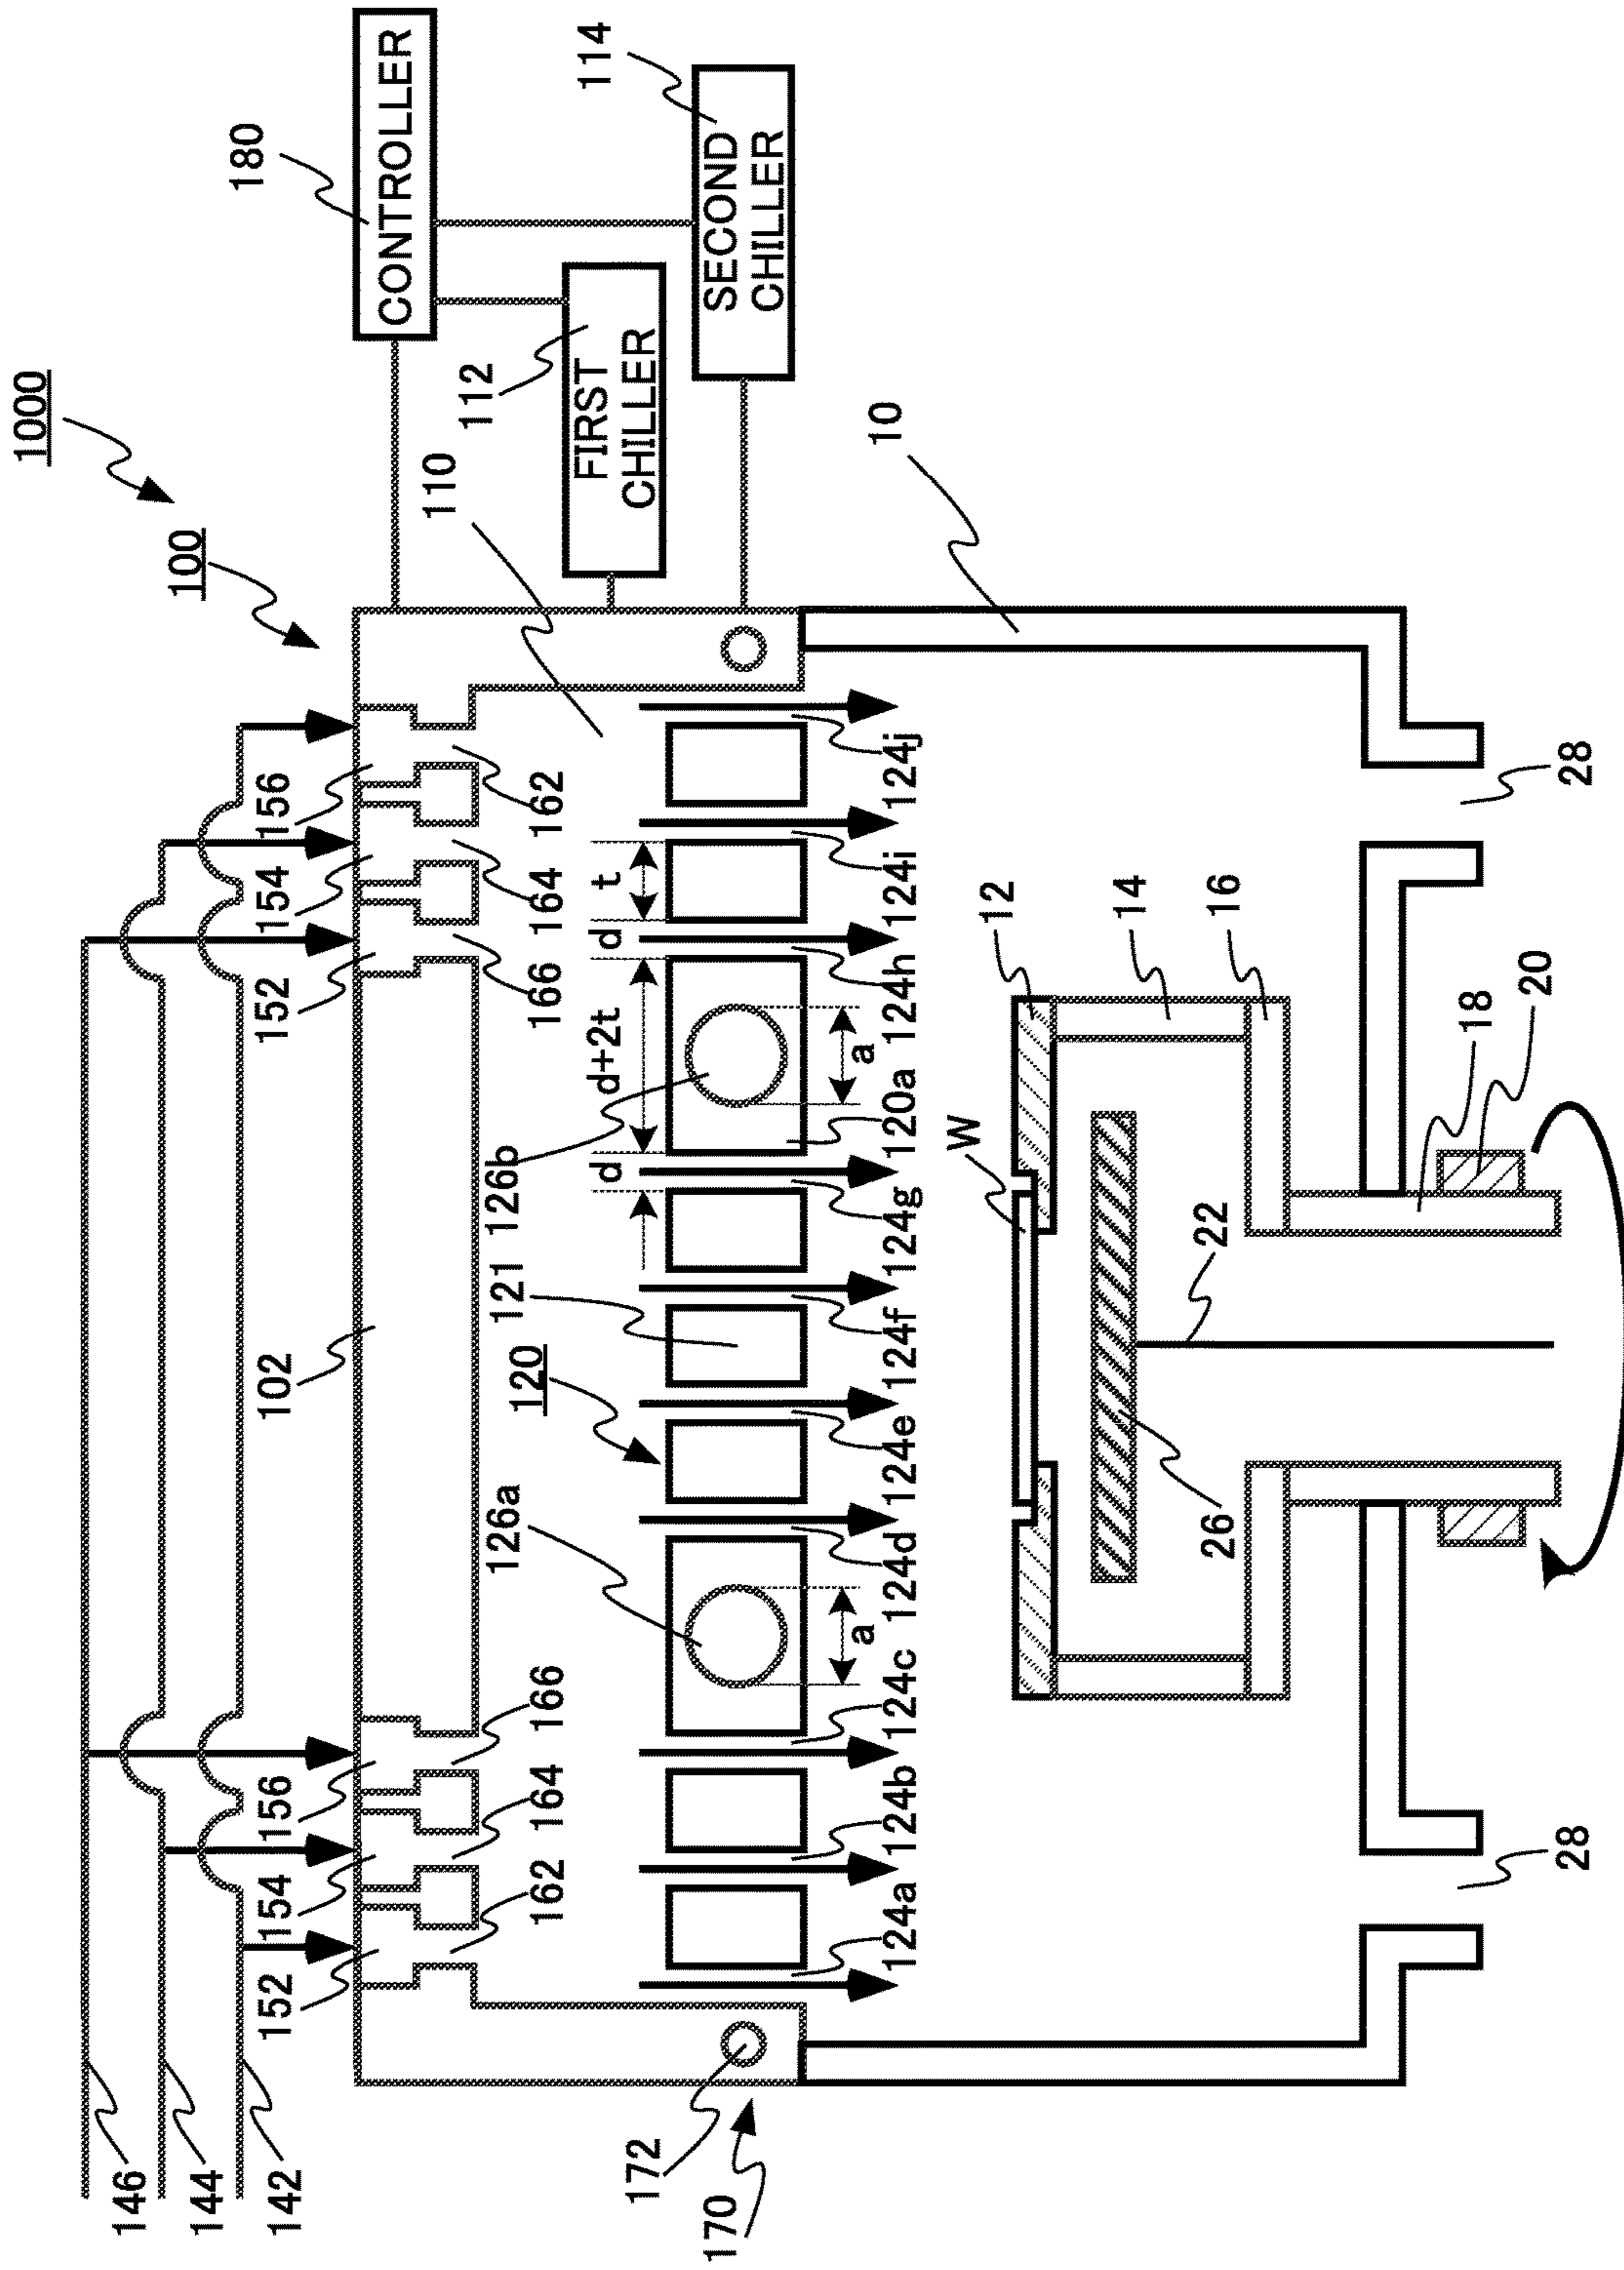 1000
146
100
144
180
142
152
154
156
102
152
154
156
CONTROLLER
110
112
126a
126b
121
120
162
164
166
166
164
162
FIRST
CHILLER
114
d
d+2t
d
t
172
170
SECOND
CHILLER
a
a
10
124a
124b
124c
124d
124e
124f
124g
120a
124h
124i
124j
W
12
14
26
22
16
18
20
28
28